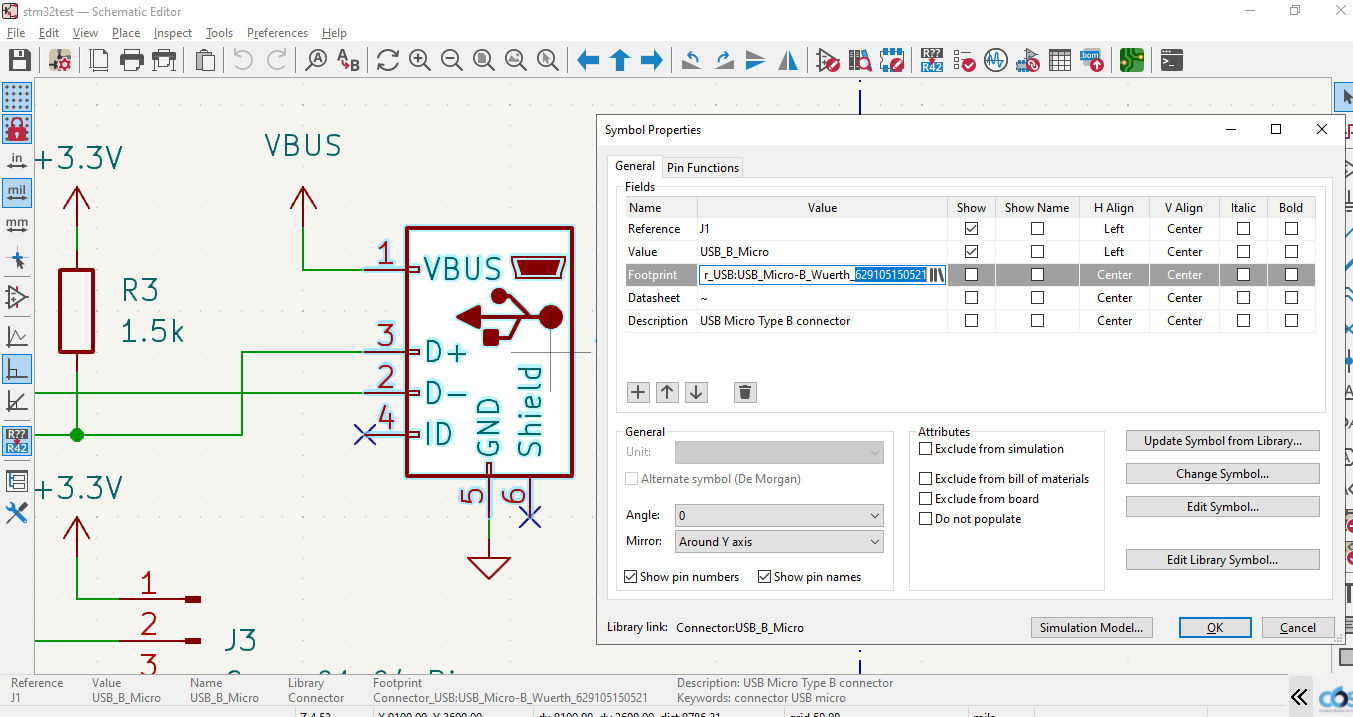 stm32test — Schematic Editor
File Edit View Place Inspect Tools Preferences Help
A
B
R??
R42
bom
in
mil
mm
R??
R42
+3.3V
VBUS
R3
1.5k
1
VBUS
3
D+
2
D−
4
ID
GND
Shield
5
6
+3.3V
1
2
3
J3
Symbol Properties
General Pin Functions
Fields
Name Value Show Show Name H Align V Align Italic Bold
Reference J1 Left Center
Value USB_B_Micro Left Center
Footprint r_USB:USB_Micro-B_Wuerth_629105150521 Center Center
Datasheet ~ Center Center
Description USB Micro Type B connector Center Center
General
Unit:
Alternate symbol (De Morgan)
Angle: 0
Mirror: Around Y axis
Show pin numbers Show pin names
Attributes
Exclude from simulation
Exclude from bill of materials
Exclude from board
Do not populate
Update Symbol from Library...
Change Symbol...
Edit Symbol...
Edit Library Symbol...
Library link: Connector:USB_B_Micro
Simulation Model...
OK
Cancel
Reference Value Name Library Footprint Description: USB Micro Type B connector
J1 USB_B_Micro USB_B_Micro Connector Connector_USB:USB_Micro-B_Wuerth_629105150521 Keywords: connector USB micro